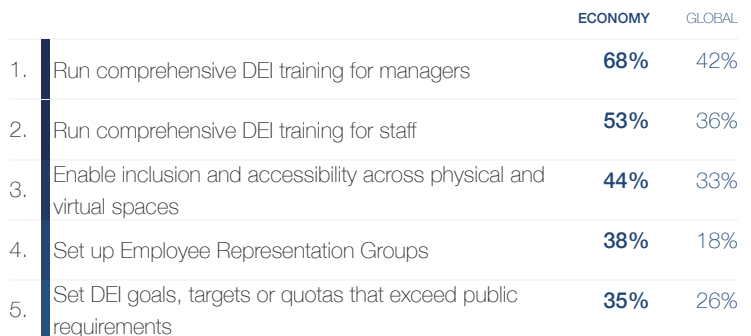 ECONOMY GLOBAL
1. Run comprehensive DEI training for managers 68% 42%
2. Run comprehensive DEI training for staff 53% 36%
3. Enable inclusion and accessibility across physical and
virtual spaces 44% 33%
4. Set up Employee Representation Groups 38% 18%
5. Set DEI goals, targets or quotas that exceed public
requirements 35% 26%